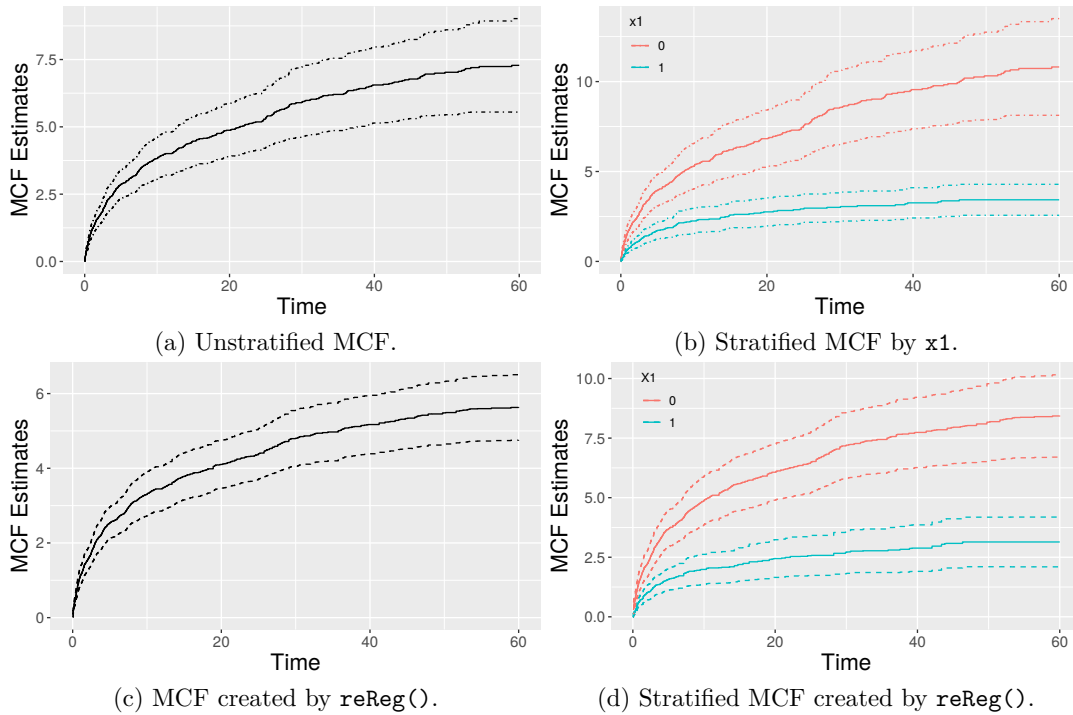 x1
0
1
7.5
5.0
2.5
0.0
MCF Estimates
0
20
40
60
Time
10
5
0
MCF Estimates
0
20
40
60
Time
(a) Unstratified MCF.
(b) Stratified MCF by x1.
6
4
2
0
MCF Estimates
0
20
40
60
Time
X1
0
1
10.0
7.5
5.0
2.5
0.0
MCF Estimates
0
20
40
60
Time
(c) MCF created by reReg().
(d) Stratified MCF created by reReg().